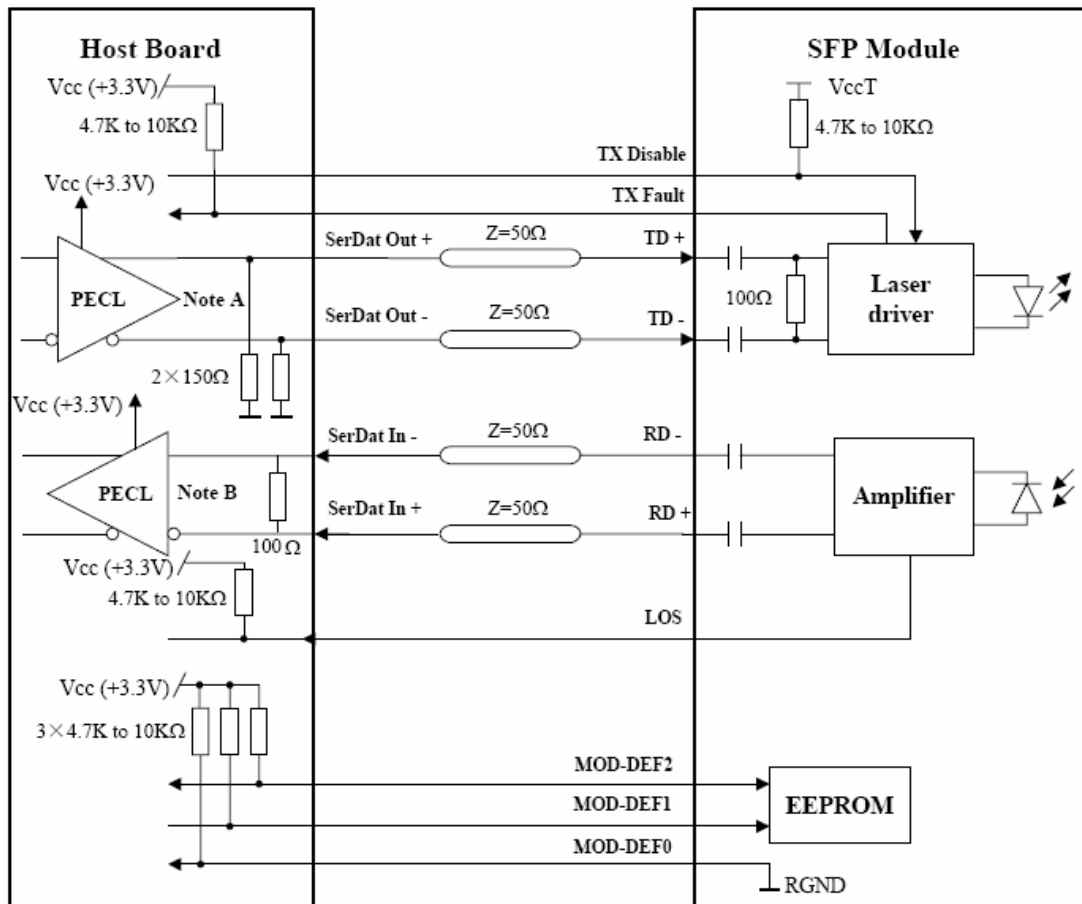 Host Board
SFP Module
Vcc (+3.3V)
VccT
4.7K to 10KΩ
4.7K to 10KΩ
TX Disable
Vcc (+3.3V)
TX Fault
SerDat Out +
Z=50Ω
TD +
PECL
Note A
100Ω
Laser
driver
SerDat Out -
Z=50Ω
TD -
2×150Ω
Vcc (+3.3V)
SerDat In -
Z=50Ω
RD -
PECL
Note B
Amplifier
SerDat In +
Z=50Ω
RD +
100Ω
Vcc (+3.3V)
4.7K to 10KΩ
LOS
Vcc (+3.3V)
3×4.7K to 10KΩ
MOD-DEF2
MOD-DEF1
EEPROM
MOD-DEF0
RGND